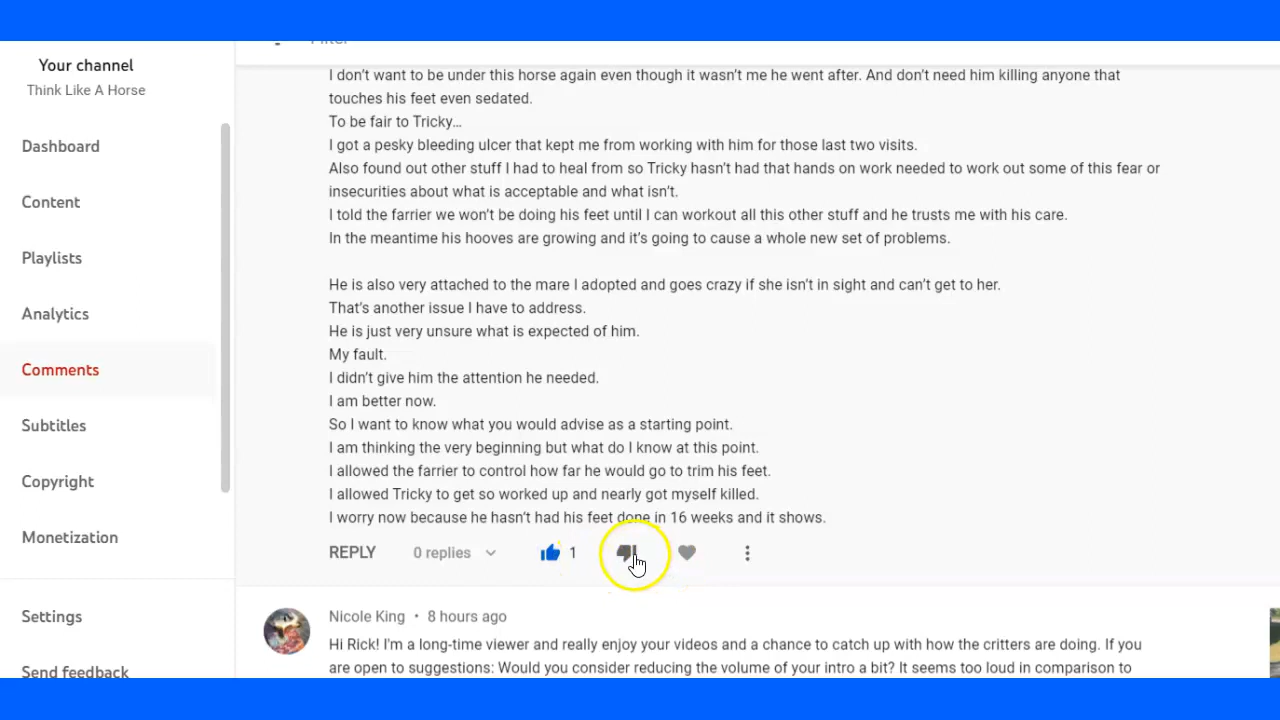 Your channel
Think Like A Horse
Dashboard
Content
Playlists
Analytics
Comments
Subtitles
Copyright
Monetization
Settings
Send feedback
Filter
I don't want to be under this horse again even though it wasn't me he went after. And don't need him killing anyone that
touches his feet even sedated.
To be fair to Tricky…
I got a pesky bleeding ulcer that kept me from working with him for those last two visits.
Also found out other stuff I had to heal from so Tricky hasn't had that hands on work needed to work out some of this fear or
insecurities about what is acceptable and what isn't.
I told the farrier we won't be doing his feet until I can workout all this other stuff and he trusts me with his care.
In the meantime his hooves are growing and it's going to cause a whole new set of problems.
He is also very attached to the mare I adopted and goes crazy if she isn't in sight and can't get to her.
That's another issue I have to address.
He is just very unsure what is expected of him.
My fault.
I didn't give him the attention he needed.
I am better now.
So I want to know what you would advise as a starting point.
I am thinking the very beginning but what do I know at this point.
I allowed the farrier to control how far he would go to trim his feet.
I allowed Tricky to get so worked up and nearly got myself killed.
I worry now because he hasn't had his feet done in 16 weeks and it shows.
REPLY 0 replies 1
Nicole King • 8 hours ago
Hi Rick! I'm a long-time viewer and really enjoy your videos and a chance to catch up with how the critters are doing. If you
are open to suggestions: Would you consider reducing the volume of your intro a bit? It seems too loud in comparison to